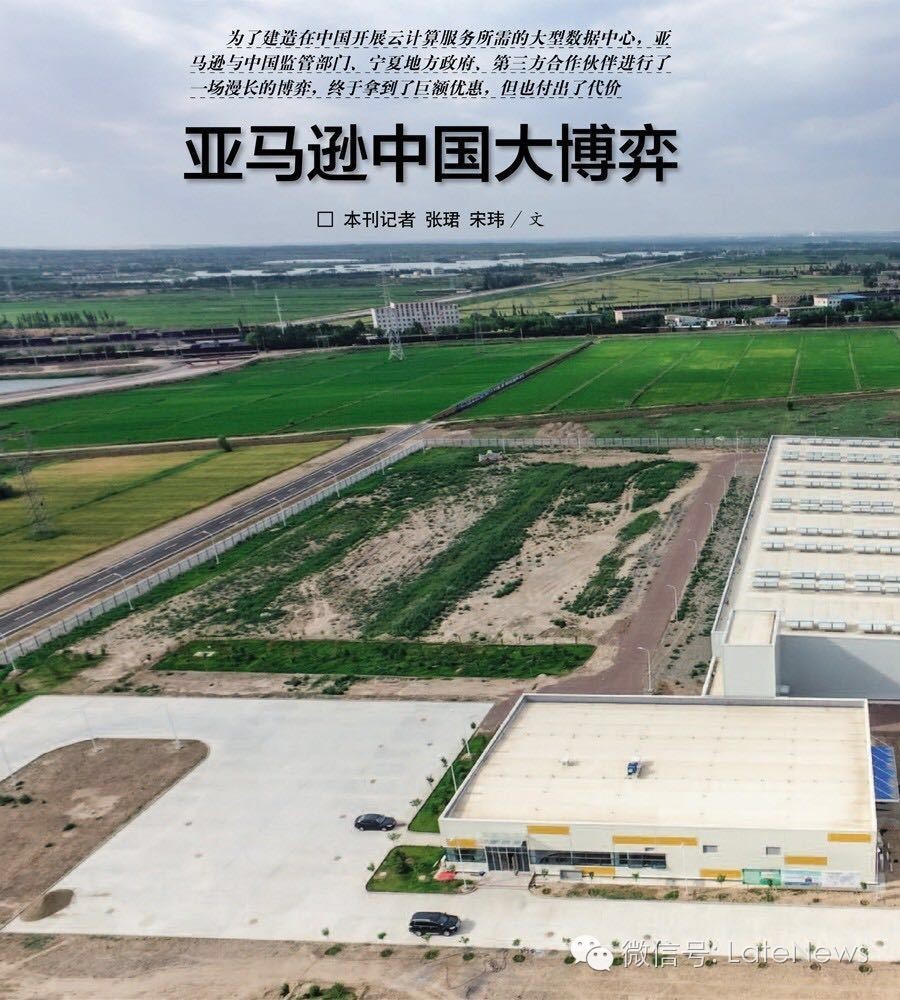 为了建造在中国开展云计算服务所需的大型数据中心，亚
马逊与中国监管部门、宁夏地方政府、第三方合作伙伴进行了
一场漫长的博弈，终于拿到了巨额优惠，但也付出了代价
亚马逊中国大博弈
□ 本刊记者 张珺 宋玮／文
微信号: LateNews